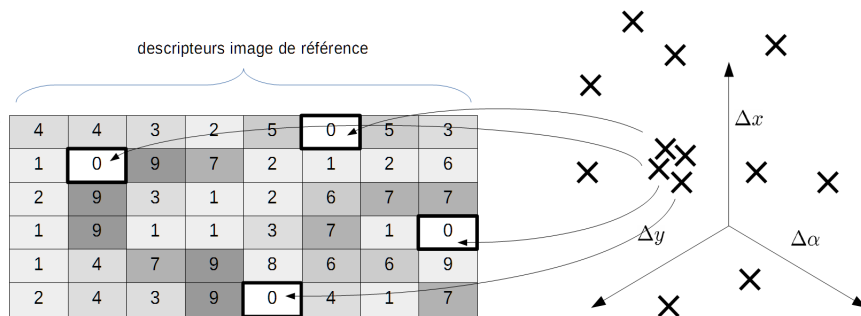 descripteurs image de référence
4 4 3 2 5 0 5 3
1 0 9 7 2 1 2 6
2 9 3 1 2 6 7 7
1 9 1 1 3 7 1 0
1 4 7 9 8 6 6 9
2 4 3 9 0 4 1 7
Δx
Δy
Δα